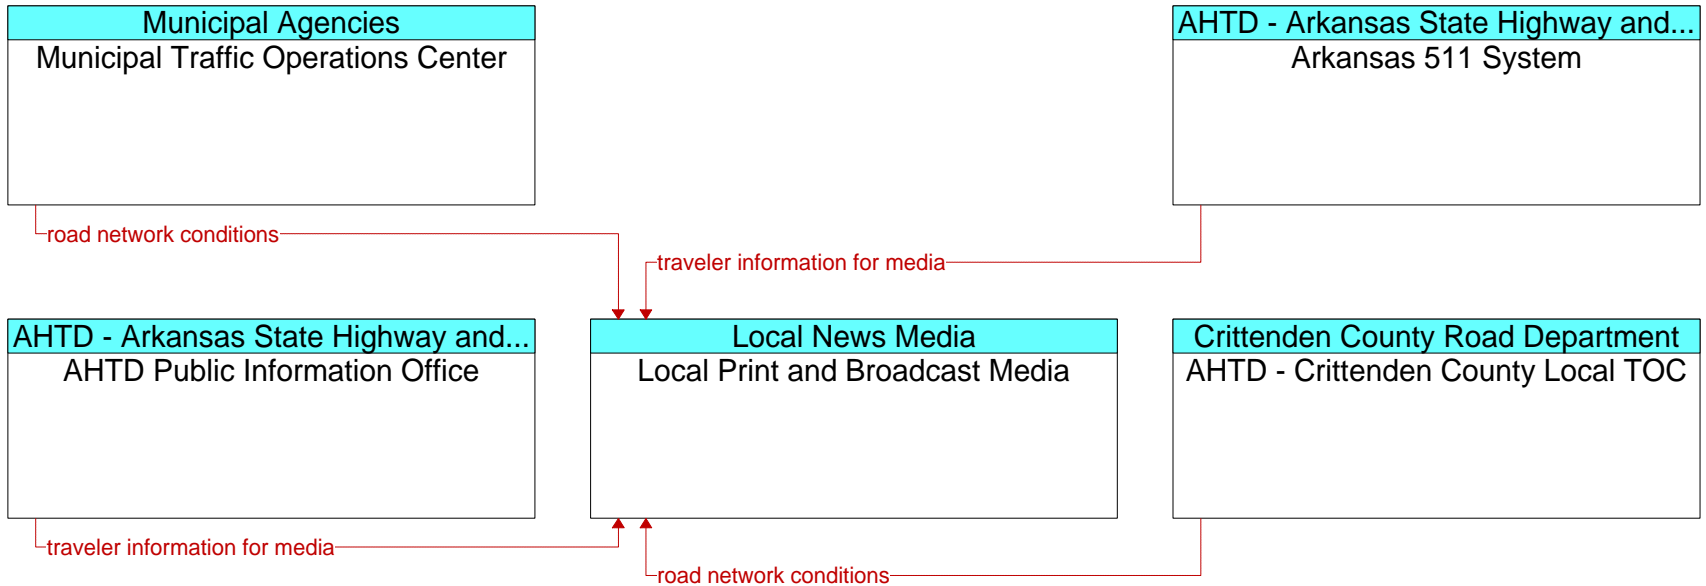 Municipal Agencies
Municipal Traffic Operations Center
AHTD - Arkansas State Highway and...
Arkansas 511 System
road network conditions
traveler information for media
AHTD - Arkansas State Highway and...
AHTD Public Information Office
Local News Media
Local Print and Broadcast Media
Crittenden County Road Department
AHTD - Crittenden County Local TOC
traveler information for media
road network conditions